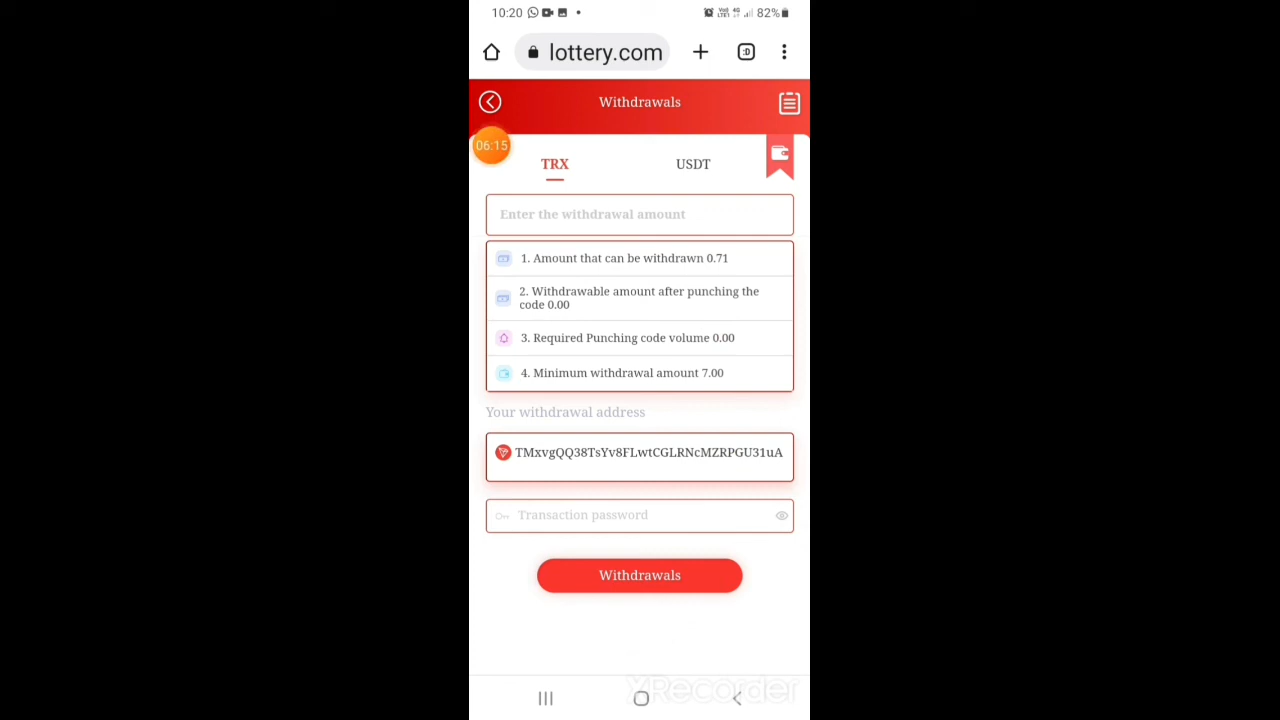 10:20 82%
lottery.com :D
Withdrawals
06:15
TRX USDT
Enter the withdrawal amount
1. Amount that can be withdrawn 0.71
2. Withdrawable amount after punching the
code 0.00
3. Required Punching code volume 0.00
4. Minimum withdrawal amount 7.00
Your withdrawal address
TMxvgQQ38TsYv8FLwtCGLRNcMZRPGU31uA
Transaction password
Withdrawals
XRecorder